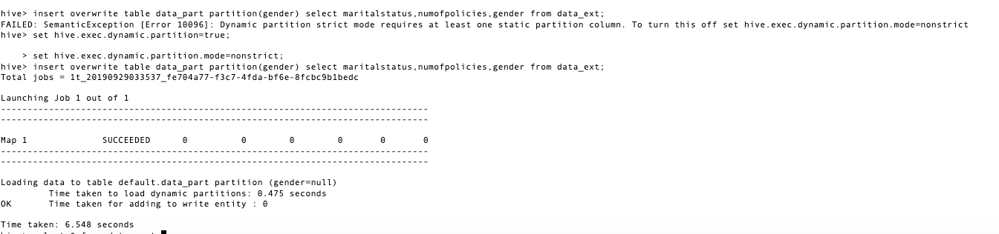 hive> insert overwrite table data_part partition(gender) select maritalstatus,numofpolicies,gender from data_ext;
FAILED: SemanticException [Error 10096]: Dynamic partition strict mode requires at least one static partition column. To turn this off set hive.exec.dynamic.partition.mode=nonstrict
hive> set hive.exec.dynamic.partition=true;
> set hive.exec.dynamic.partition.mode=nonstrict;
hive> insert overwrite table data_part partition(gender) select maritalstatus,numofpolicies,gender from data_ext;
Total jobs = 1t_20190929033537_fe704a77-f3c7-4fda-bf6e-8fcbc9b1bedc
Launching Job 1 out of 1
--------------------------------------------------------------------------------
--------------------------------------------------------------------------------
Map 1 SUCCEEDED 0 0 0 0 0 0
--------------------------------------------------------------------------------
--------------------------------------------------------------------------------
Loading data to table default.data_part partition (gender=null)
Time taken to load dynamic partitions: 0.475 seconds
OK Time taken for adding to write entity : 0
Time taken: 6.548 seconds